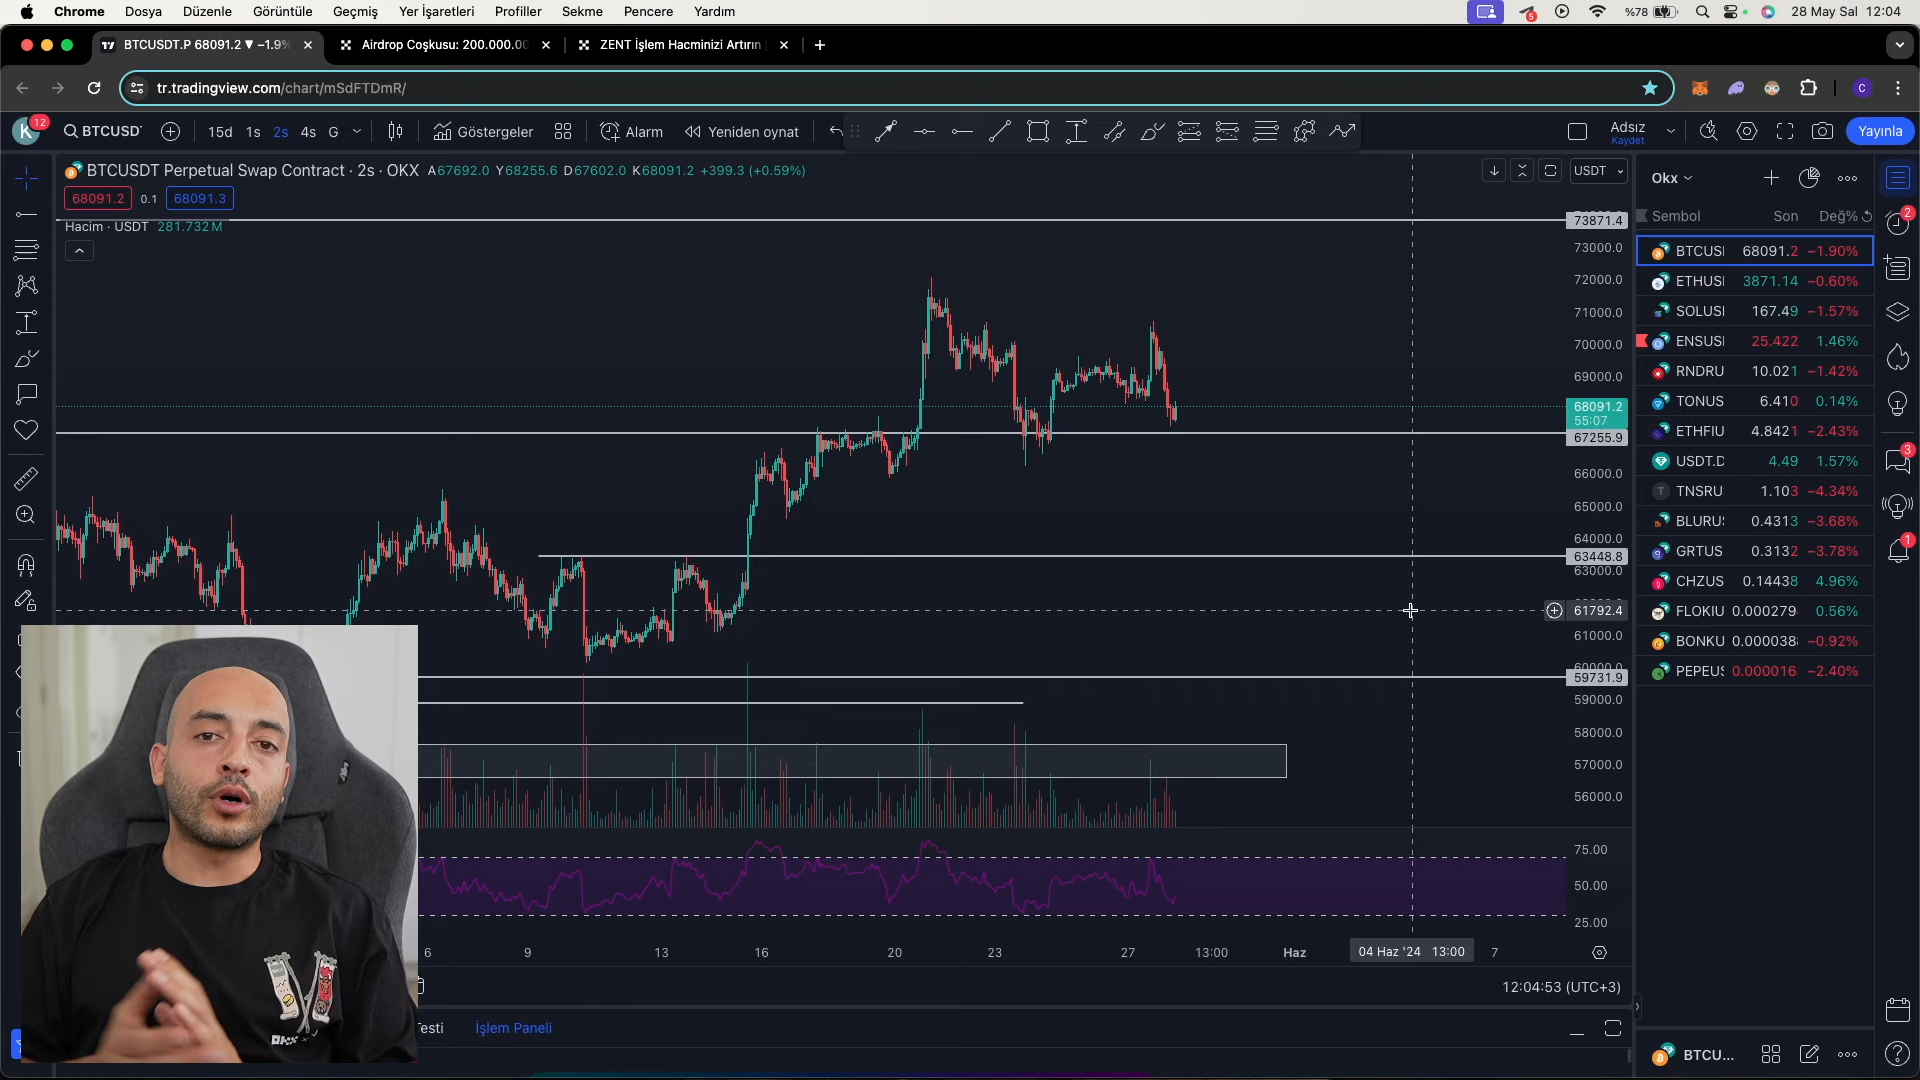 Chrome Dosya Düzenle Görüntüle Geçmiş Yer İşaretleri Profiller Sekme Pencere Yardım
5 %78 28 May Sal 12:04
BTCUSDT.P 68091.2 ▼ −1.9% Airdrop Coşkusu: 200.000.00 ZENT İşlem Hacminizi Artırın
tr.tradingview.com/chart/mSdFTDmR/ C
K 12 BTCUSD 15d 1s 2s 4s G Göstergeler Alarm Yeniden oynat Adsız Yayınla
Kaydet
BTCUSDT Perpetual Swap Contract · 2s · OKX A67692.0 Y68255.6 D67602.0 K68091.2 +399.3 (+0.59%)
USDT
68091.2 0.1 68091.3
Hacim · USDT 281.732M
73871.4
73000.0
72000.0
71000.0
70000.0
69000.0
68091.2
55:07
67255.9
66000.0
65000.0
64000.0
63448.8
63000.0
61792.4
61000.0
60000.0
59731.9
59000.0
58000.0
57000.0
56000.0
75.00
50.00
25.00
6 9 13 16 20 23 27 13:00 Haz 04 Haz '24 13:00 7
12:04:53 (UTC+3)
Testi İşlem Paneli
Okx
Sembol Son Değ%
BTCUSI 68091.2 −1.90%
ETHUSI 3871.14 −0.60%
SOLUSI 167.49 −1.57%
ENSUSI 25.422 1.46%
RNDRU 10.021 −1.42%
TONUS 6.410 0.14%
ETHFIU 4.8421 −2.43%
USDT.D 4.49 1.57%
T TNSRU 1.103 −4.34%
BLURU 0.4313 −3.68%
GRTUS 0.3132 −3.78%
CHZUS 0.14438 4.96%
FLOKIU 0.000279 0.56%
BONKU 0.000038 −0.92%
PEPEUS 0.000016 −2.40%
2
3
1
BTCU...